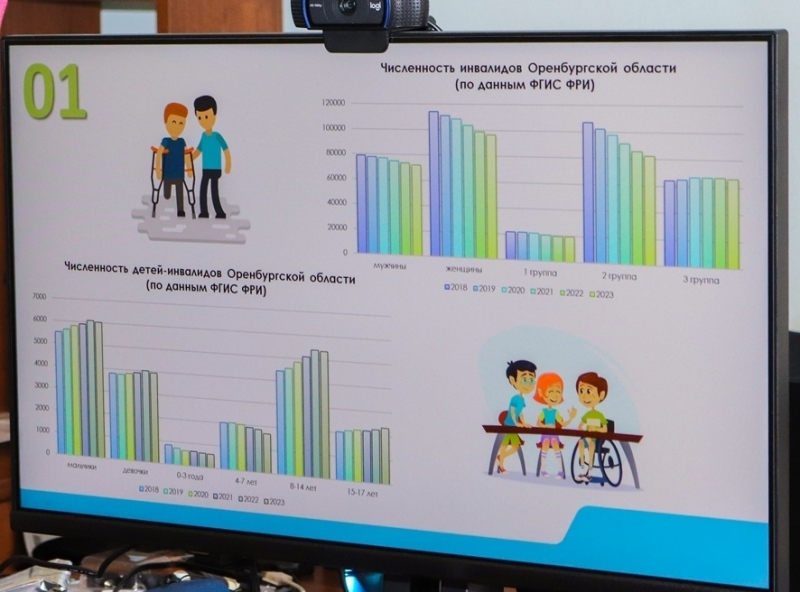 logi
01
Численность инвалидов Оренбургской области
(по данным ФГИС ФРИ)
120000
100000
80000
60000
40000
20000
0
мужчины женщины 1 группа 2 группа 3 группа
2018 2019 2020 2021 2022 2023
Численность детей-инвалидов Оренбургской области
(по данным ФГИС ФРИ)
7000
6000
5000
4000
3000
2000
1000
0
мальчики девочки 0-3 года 4-7 лет 8-14 лет 15-17 лет
2018 2019 2020 2021 2022 2023